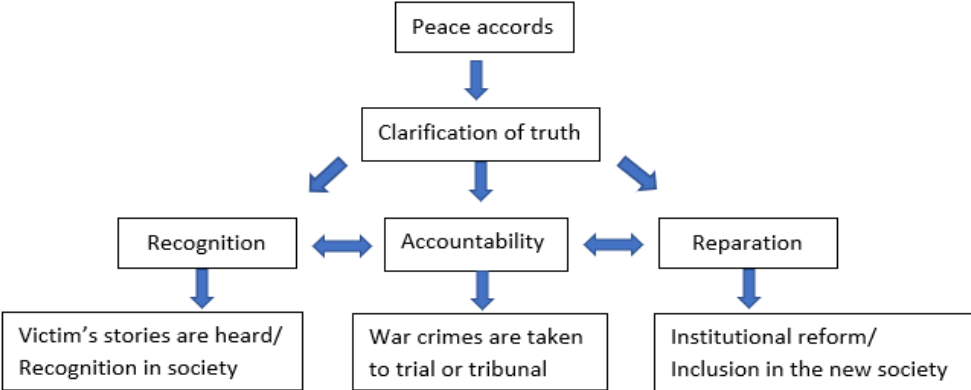 Peace accords
Clarification of truth
Recognition
Accountability
Reparation
Victim’s stories are heard/
Recognition in society
War crimes are taken
to trial or tribunal
Institutional reform/
Inclusion in the new society